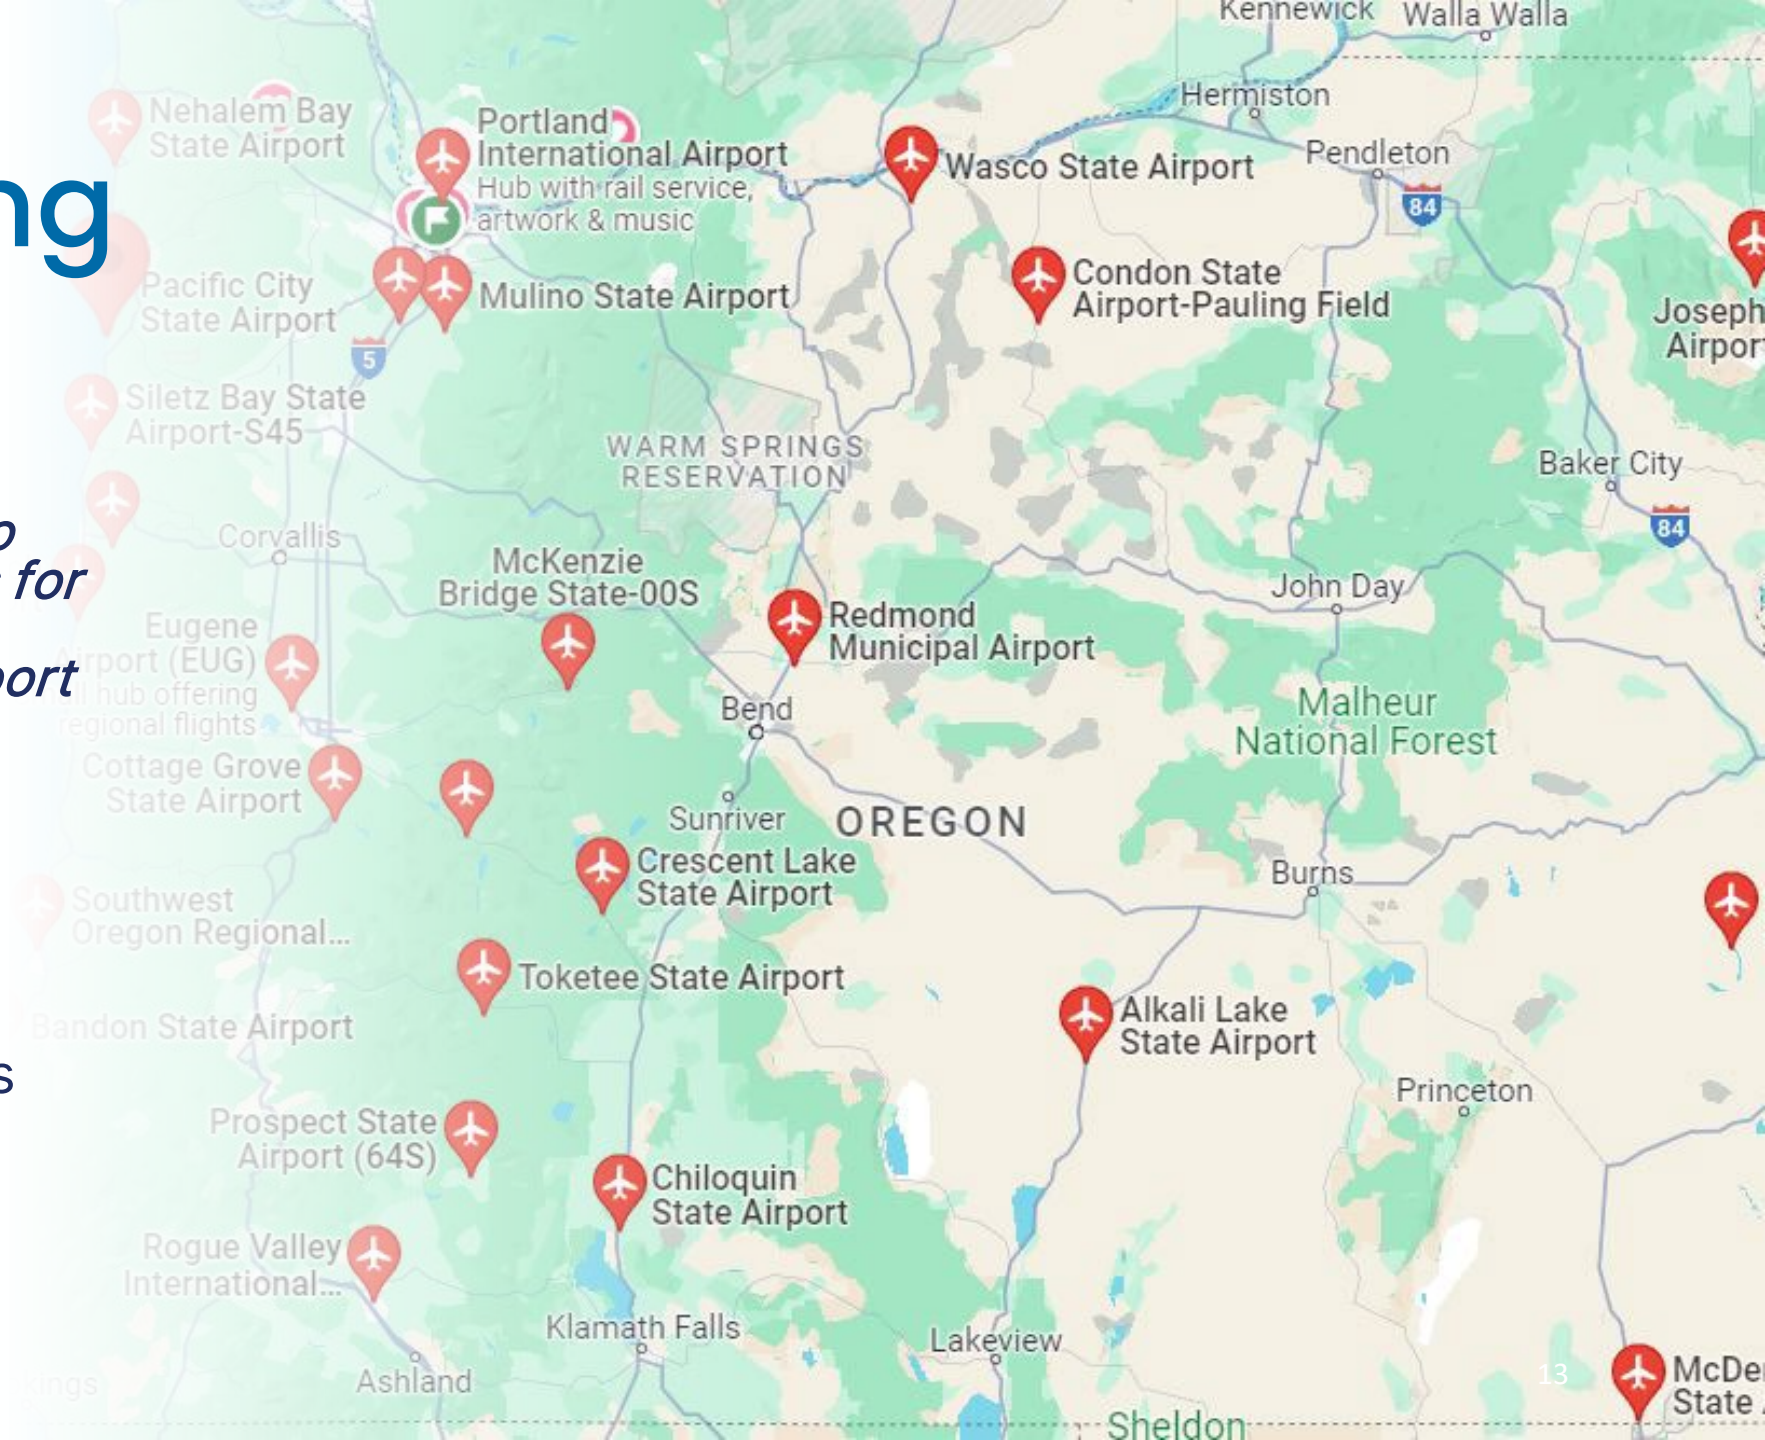 ng
for
port
s
Kennewick
Walla Walla
Hermiston
Pendleton
84
Nehalem Bay
State Airport
Portland
International Airport
Hub with rail service,
artwork & music
Wasco State Airport
Pacific City
State Airport
Mulino State Airport
Condon State
Airport-Pauling Field
Joseph
Airport
5
Siletz Bay State
Airport-S45
WARM SPRINGS
RESERVATION
Baker City
84
Corvallis
McKenzie
Bridge State-00S
John Day
Eugene
Airport (EUG)
hub offering
regional flights
Redmond
Municipal Airport
Bend
Malheur
National Forest
Cottage Grove
State Airport
Sunriver
OREGON
Crescent Lake
State Airport
Burns
Southwest
Oregon Regional...
Toketee State Airport
Bandon State Airport
Alkali Lake
State Airport
Princeton
Prospect State
Airport (64S)
Chiloquin
State Airport
Rogue Valley
International...
Klamath Falls
Lakeview
Ashland
kings
13
McDe
State
Sheldon